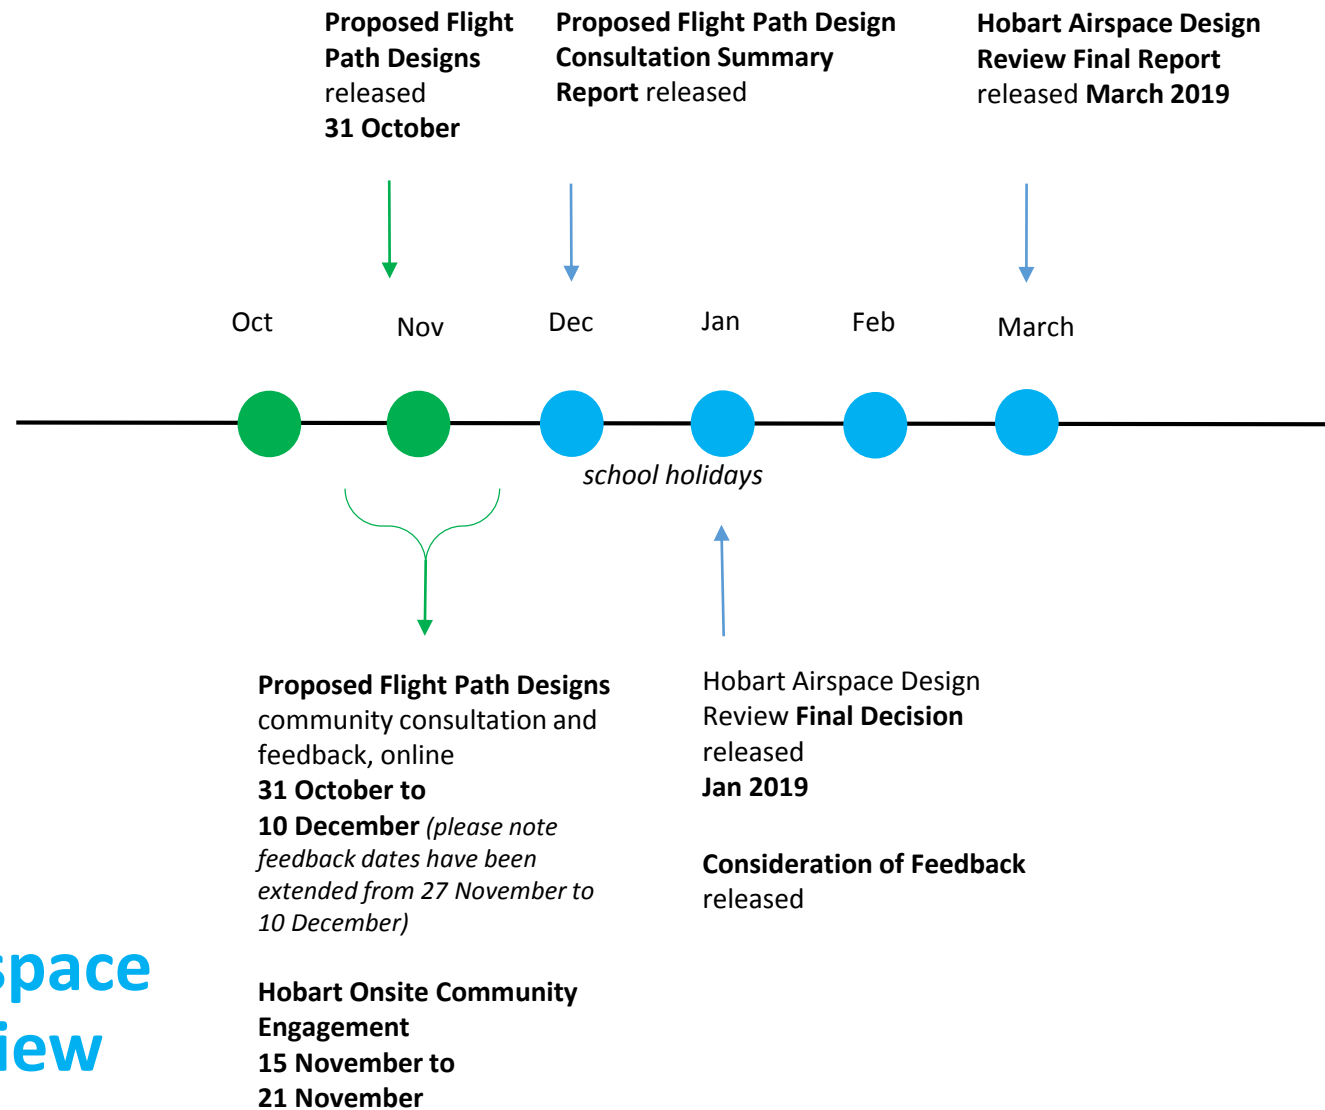 Proposed Flight
Path Designs
released
31 October
Proposed Flight Path Design
Consultation Summary
Report released
Hobart Airspace Design
Review Final Report
released March 2019
Oct
Nov
Dec
Jan
Feb
March
school holidays
Proposed Flight Path Designs
community consultation and
feedback, online
31 October to
10 December (please note
feedback dates have been
extended from 27 November to
10 December)
Hobart Onsite Community
Engagement
15 November to
21 November
Hobart Airspace Design
Review Final Decision
released
Jan 2019
Consideration of Feedback
released
space
iew